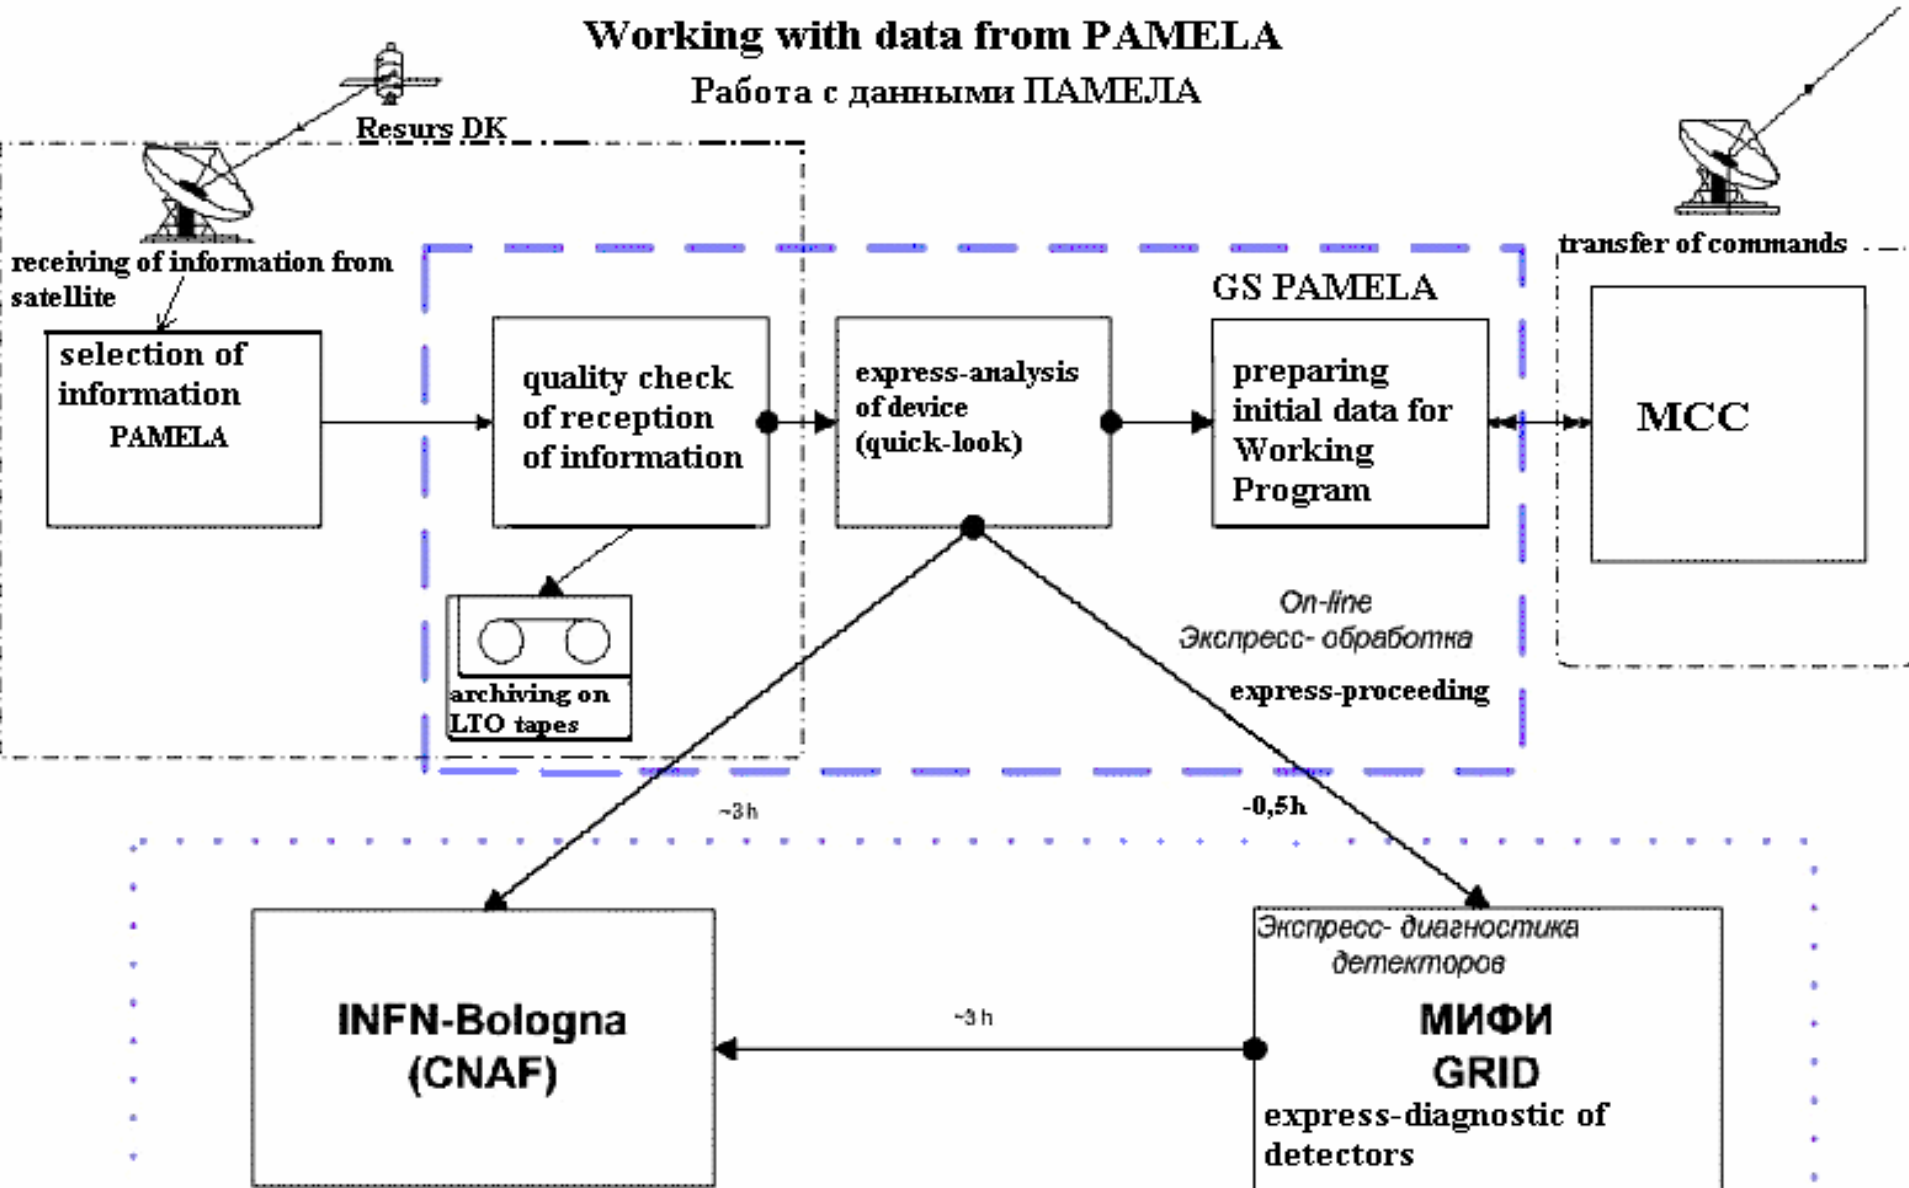 Working with data from PAMELA
Работа с данными ПАМЕЛА
Resurs DK
receiving of information from
satellite
transfer of commands
GS PAMELA
selection of
information
PAMELA
quality check
of reception
of information
express-analysis
of device
(quick-look)
preparing
initial data for
Working
Program
MCC
archiving on
LTO tapes
On-line
Экспресс- обработка
express-proceeding
~3 h
-0,5h
INFN-Bologna
(CNAF)
~3 h
Экспресс- диагностика
детекторов
МИФИ
GRID
express-diagnostic of
detectors